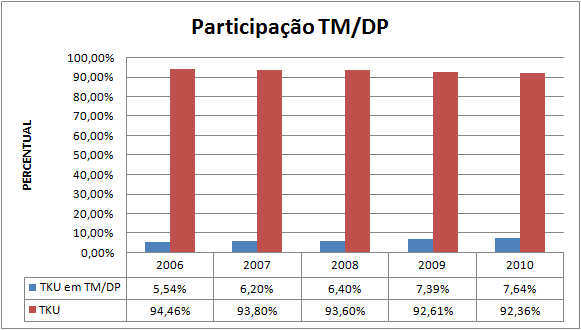 Participação TM/DP
PERCENTUAL
100,00%
90,00%
80,00%
70,00%
60,00%
50,00%
40,00%
30,00%
20,00%
10,00%
0,00%
2006 2007 2008 2009 2010
TKU em TM/DP 5,54% 6,20% 6,40% 7,39% 7,64%
TKU 94,46% 93,80% 93,60% 92,61% 92,36%